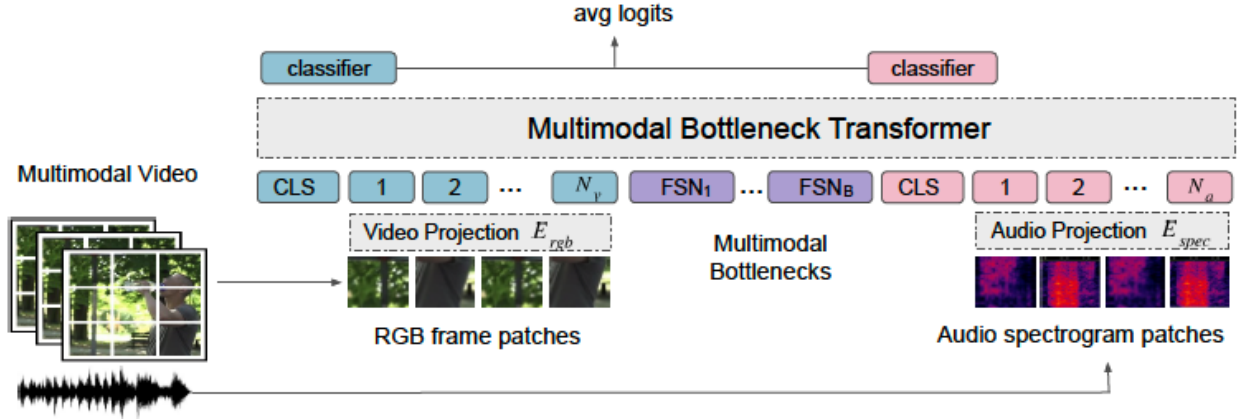 avg logits
classifier classifier
Multimodal Bottleneck Transformer
Multimodal Video
CLS 1 2 ... N_v FSN₁ ... FSN_B CLS 1 2 ... N_a
Video Projection E_rgb
Audio Projection E_spec
Multimodal
Bottlenecks
RGB frame patches
Audio spectrogram patches